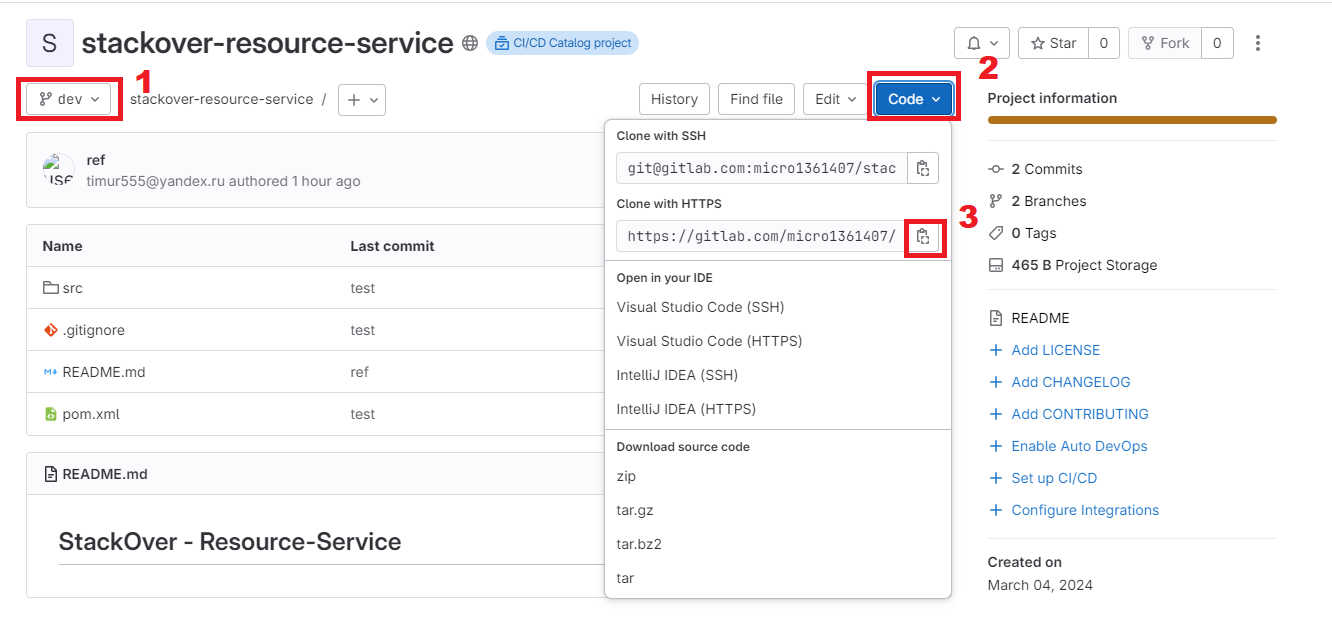 S stackover-resource-service CI/CD Catalog project Star 0 Fork 0
1 2
dev stackover-resource-service / + History Find file Edit Code
Project information
Clone with SSH
git@gitlab.com:micro1361407/stac
Clone with HTTPS
https://gitlab.com/micro1361407/
3
Open in your IDE
Visual Studio Code (SSH)
Visual Studio Code (HTTPS)
IntelliJ IDEA (SSH)
IntelliJ IDEA (HTTPS)
Download source code
zip
tar.gz
tar.bz2
tar
ref
timur555@yandex.ru authored 1 hour ago
Name Last commit
src test
.gitignore test
README.md ref
pom.xml test
README.md
StackOver - Resource-Service
2 Commits
2 Branches
0 Tags
465 B Project Storage
README
+ Add LICENSE
+ Add CHANGELOG
+ Add CONTRIBUTING
+ Enable Auto DevOps
+ Set up CI/CD
+ Configure Integrations
Created on
March 04, 2024